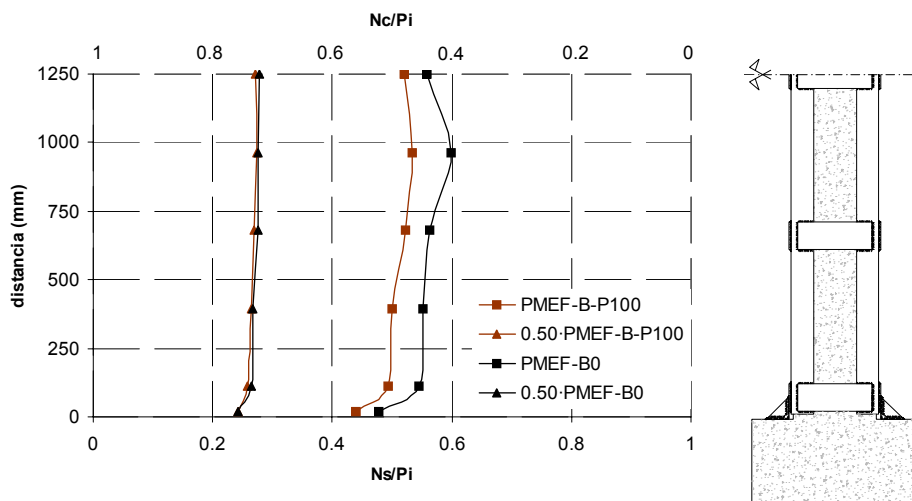 Nc/Pi
1 0.8 0.6 0.4 0.2 0
1250
1000
750
500
250
0
distancia (mm)
PMEF-B-P100
0.50·PMEF-B-P100
PMEF-B0
0.50·PMEF-B0
0 0.2 0.4 0.6 0.8 1
Ns/Pi